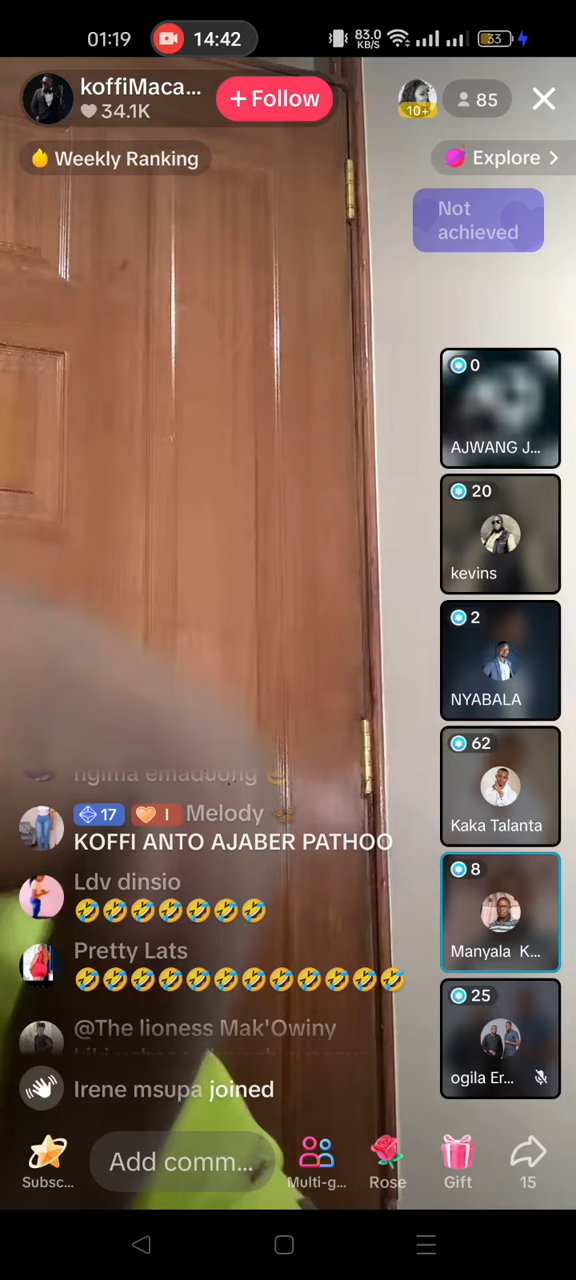 01:19
14:42
83.0
KB/S
33
koffiMaca...
34.1K
+ Follow
10+
85
Weekly Ranking
Explore >
Not
achieved
0
AJWANG J...
20
kevins
2
NYABALA
62
Kaka Talanta
8
Manyala K...
25
ogila Er...
ngima emaduong
17
I
Melody
KOFFI ANTO AJABER PATHOO
Ldv dinsio
🤣🤣🤣🤣🤣🤣🤣
Pretty Lats
🤣🤣🤣🤣🤣🤣🤣🤣🤣🤣🤣🤣
@The lioness Mak'Owiny
Irene msupa joined
Subsc...
Add comm...
Multi-g...
Rose
Gift
15